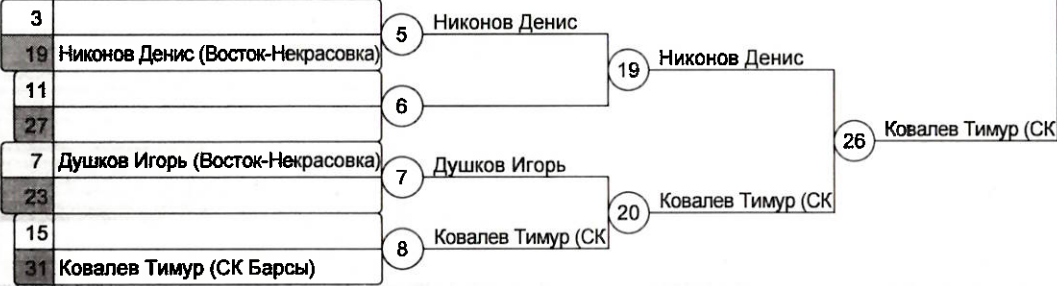 3
19 Никонов Денис (Восток-Некрасовка)
5 Никонов Денис
11
27
6
19 Никонов Денис
7 Душков Игорь (Восток-Некрасовка)
23
7 Душков Игорь
15
31 Ковалев Тимур (СК Барсы)
8 Ковалев Тимур (СК
20 Ковалев Тимур (СК
26 Ковалев Тимур (СК